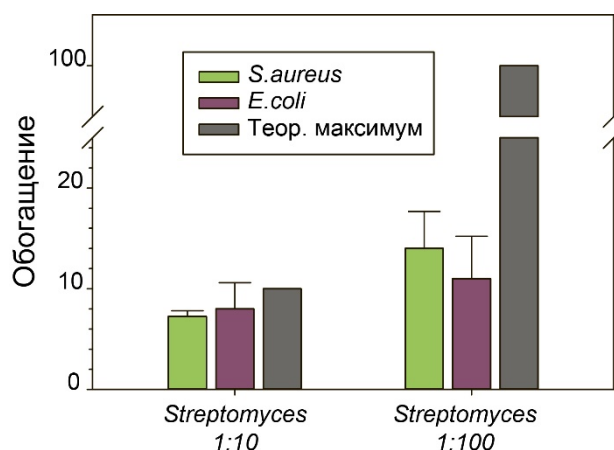 100
20
10
0
Обогащение
S.aureus
E.coli
Теор. максимум
Streptomyces
1:10
Streptomyces
1:100